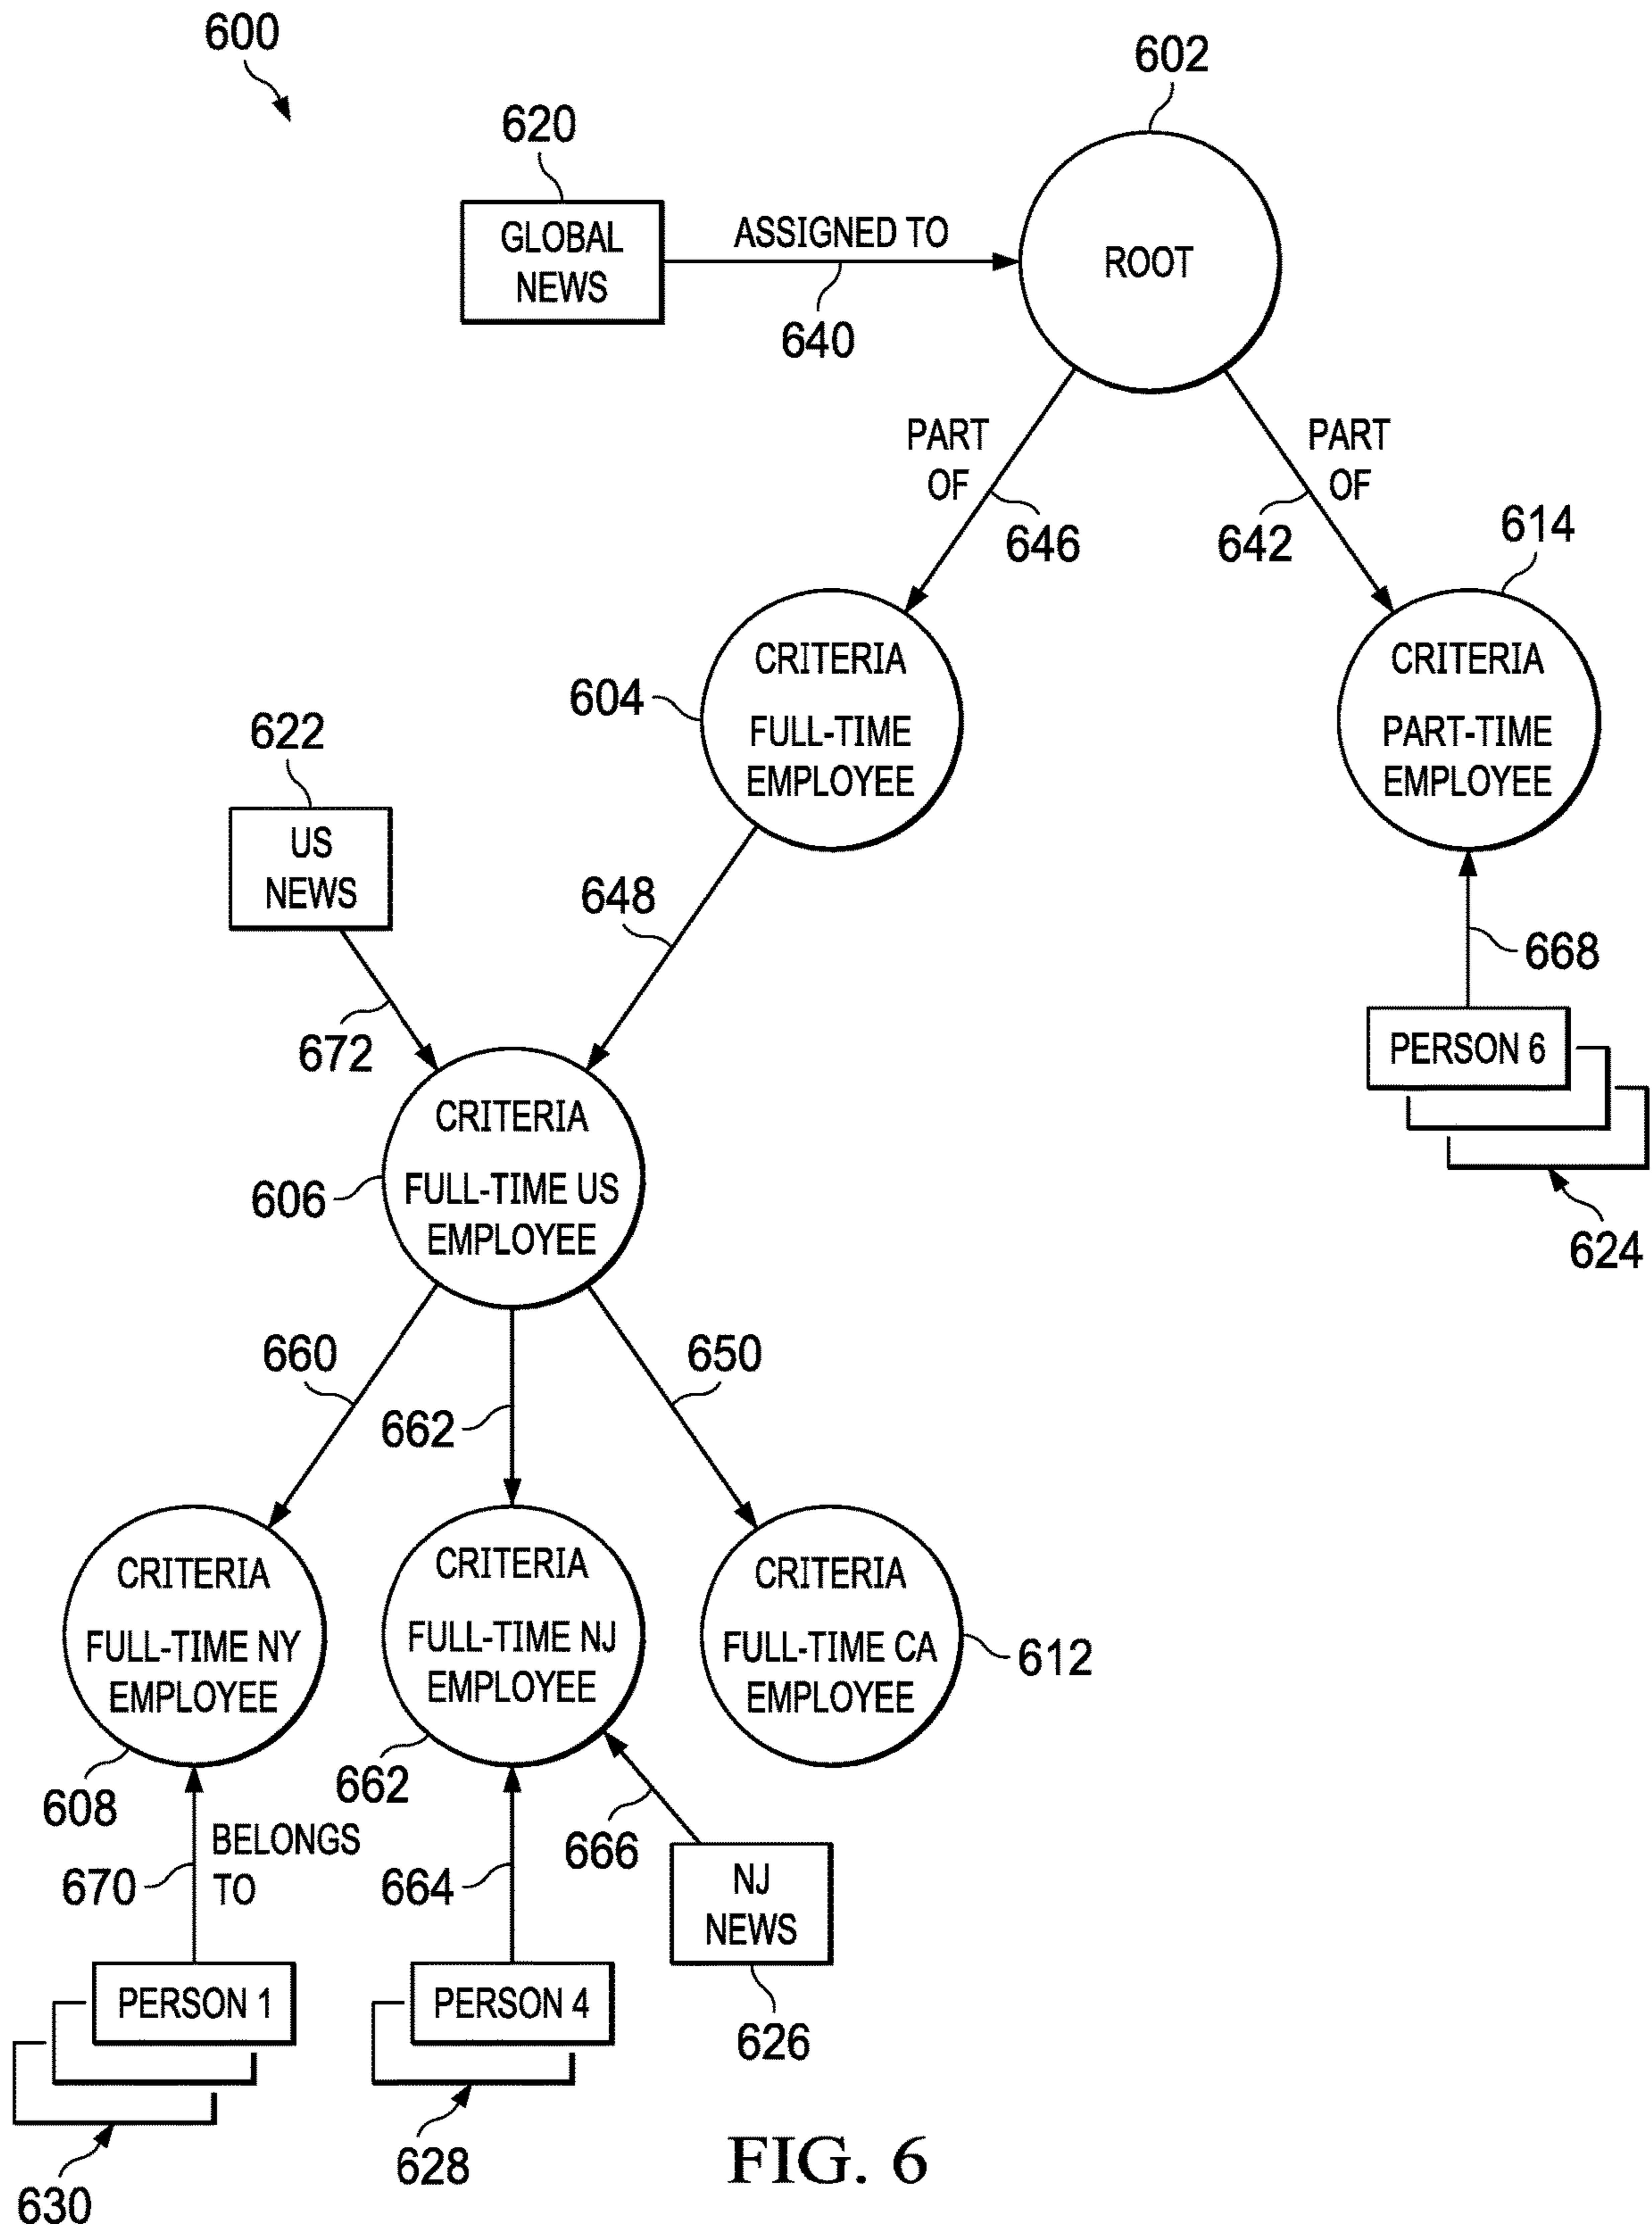 600
602
620
GLOBAL
NEWS
ASSIGNED TO
ROOT
640
PART
OF
PART
OF
646
642
614
CRITERIA
FULL-TIME
EMPLOYEE
604
CRITERIA
PART-TIME
EMPLOYEE
622
US
NEWS
648
668
672
PERSON 6
CRITERIA
FULL-TIME US
EMPLOYEE
606
624
660
662
650
CRITERIA
FULL-TIME NY
EMPLOYEE
CRITERIA
FULL-TIME NJ
EMPLOYEE
CRITERIA
FULL-TIME CA
EMPLOYEE
612
608
662
BELONGS
TO
670
664
666
NJ
NEWS
PERSON 1
PERSON 4
626
630
628
FIG. 6